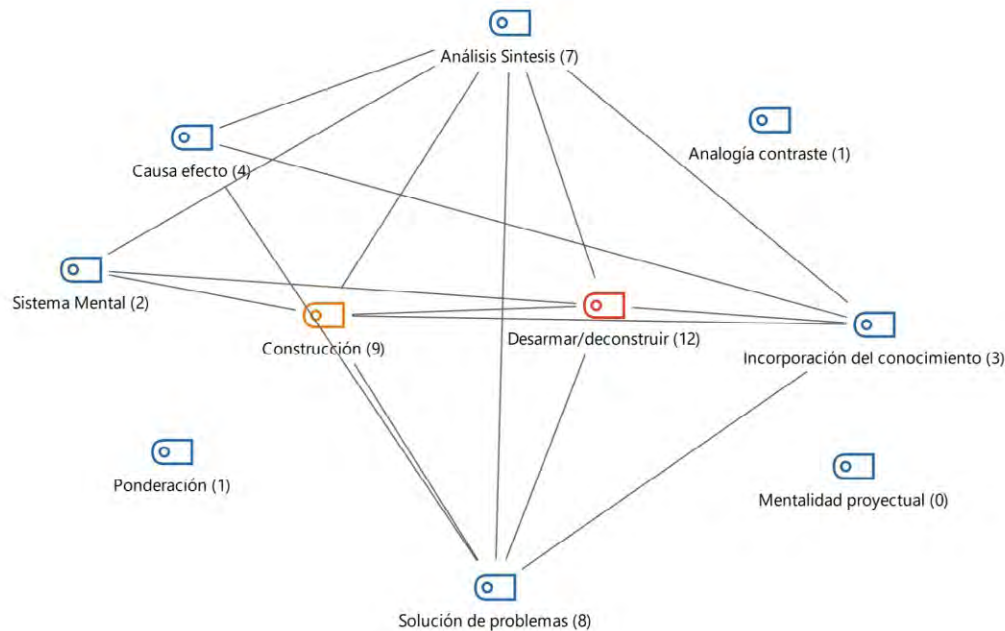 Análisis Sintesis (7)
Analogía contraste (1)
Causa efecto (4)
Sistema Mental (2)
Construcción (9)
Desarmar/deconstruir (12)
Incorporación del conocimiento (3)
Ponderación (1)
Mentalidad proyectual (0)
Solución de problemas (8)